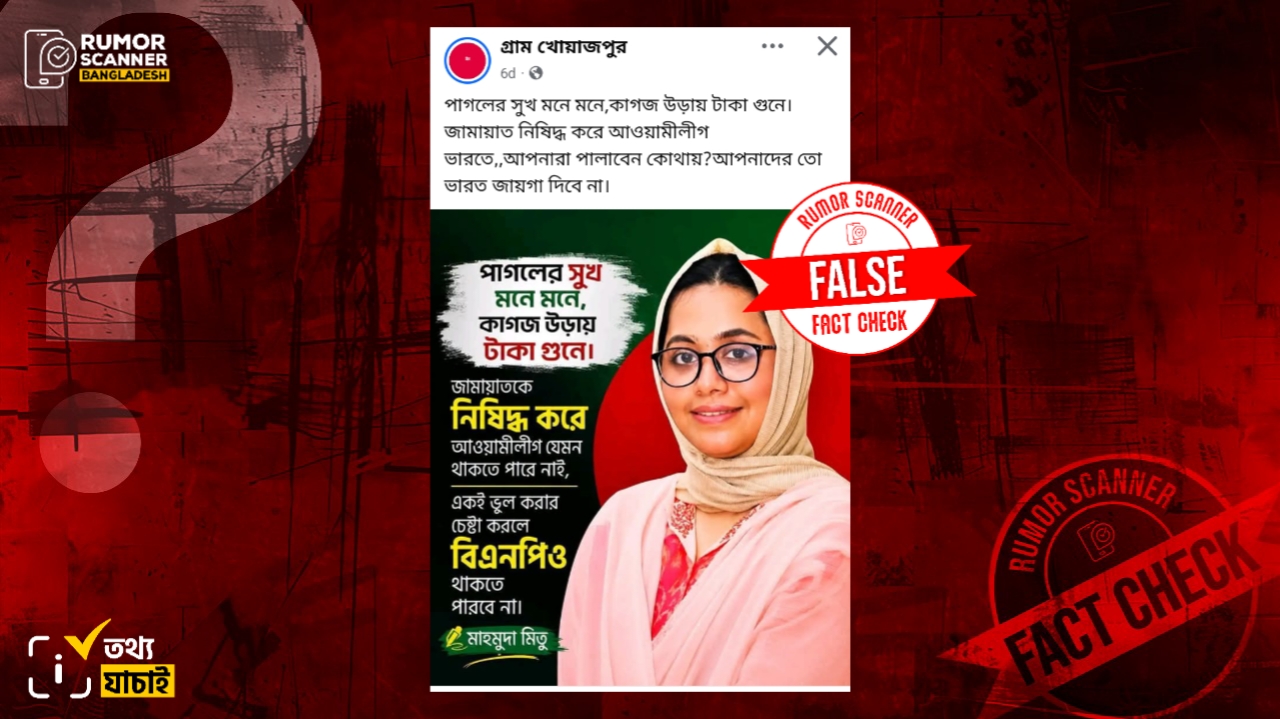 RUMOR
SCANNER
BANGLADESH
গ্রাম খোয়াজপুর
6d
পাগলের সুখ মনে মনে,কাগজ উড়ায় টাকা গুনে।
জামায়াত নিষিদ্ধ করে আওয়ামীলীগ
ভারতে,,আপনারা পালাবেন কোথায়?আপনাদের তো
ভারত জায়গা দিবে না।
পাগলের সুখ
মনে মনে,
কাগজ উড়ায়
টাকা গুনে।
জামায়াতকে
নিষিদ্ধ করে
আওয়ামীলীগ যেমন
থাকতে পারে নাই,
একই ভুল করার
চেষ্টা করলে
বিএনপিও
থাকতে
পারবে না।
মাহমুদা মিতু
RUMOR SCANNER
FALSE
FACT CHECK
RUMOR SCANNER
FACT CHECK
তথ্য
যাচাই